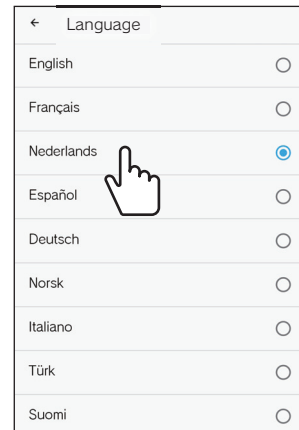 Language
English
Français
Nederlands
Español
Deutsch
Norsk
Italiano
Türk
Suomi